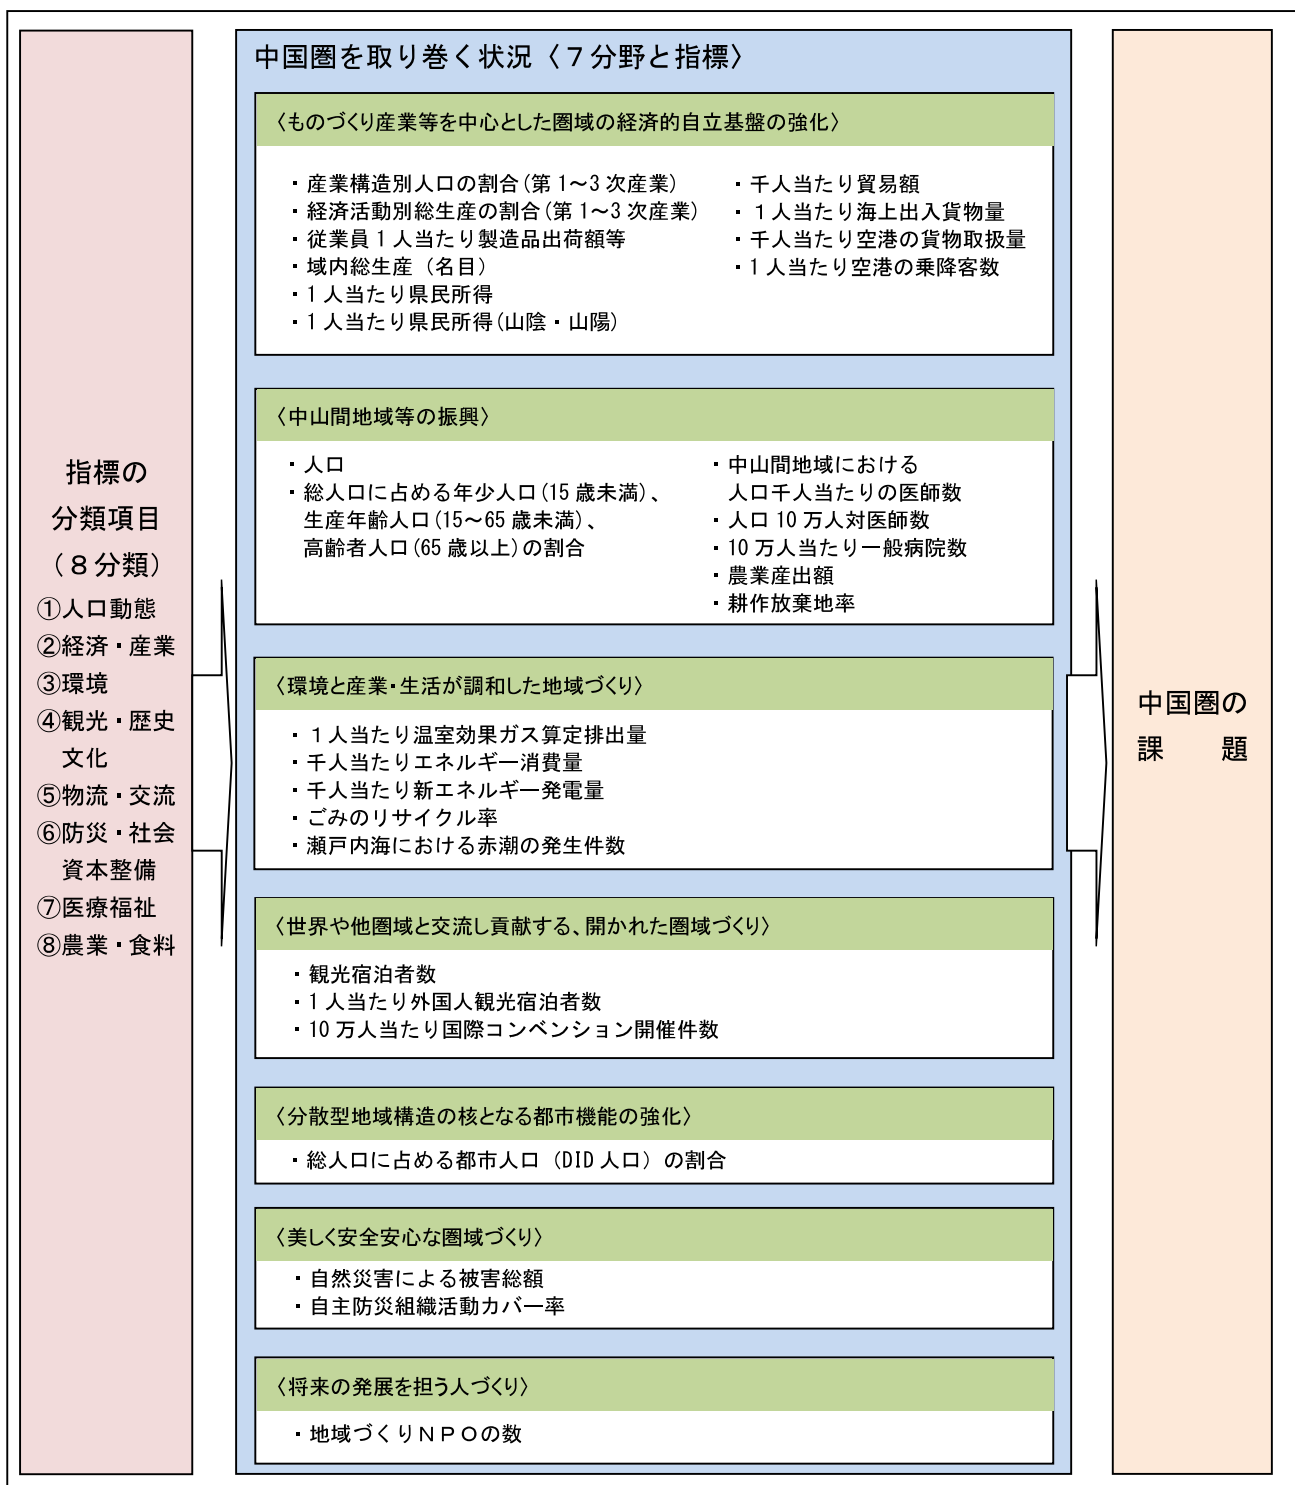 指標の
分類項目
（８分類）
①人口動態
②経済・産業
③環境
④観光・歴史
文化
⑤物流・交流
⑥防災・社会
資本整備
⑦医療福祉
⑧農業・食料
中国圏を取り巻く状況〈７分野と指標〉
〈ものづくり産業等を中心とした圏域の経済的自立基盤の強化〉
・産業構造別人口の割合(第1～3次産業)
・経済活動別総生産の割合(第1～3次産業)
・従業員1人当たり製造品出荷額等
・域内総生産（名目）
・1人当たり県民所得
・1人当たり県民所得(山陰・山陽)
・千人当たり貿易額
・１人当たり海上出入貨物量
・千人当たり空港の貨物取扱量
・1人当たり空港の乗降客数
〈中山間地域等の振興〉
・人口
・総人口に占める年少人口(15歳未満)、
生産年齢人口(15～65歳未満)、
高齢者人口(65歳以上)の割合
・中山間地域における
人口千人当たりの医師数
・人口10万人対医師数
・10万人当たり一般病院数
・農業産出額
・耕作放棄地率
〈環境と産業・生活が調和した地域づくり〉
・１人当たり温室効果ガス算定排出量
・千人当たりエネルギー消費量
・千人当たり新エネルギー発電量
・ごみのリサイクル率
・瀬戸内海における赤潮の発生件数
〈世界や他圏域と交流し貢献する、開かれた圏域づくり〉
・観光宿泊者数
・1人当たり外国人観光宿泊者数
・10万人当たり国際コンベンション開催件数
〈分散型地域構造の核となる都市機能の強化〉
・総人口に占める都市人口（DID人口）の割合
〈美しく安全安心な圏域づくり〉
・自然災害による被害総額
・自主防災組織活動カバー率
〈将来の発展を担う人づくり〉
・地域づくりＮＰＯの数
中国圏の
課　　題